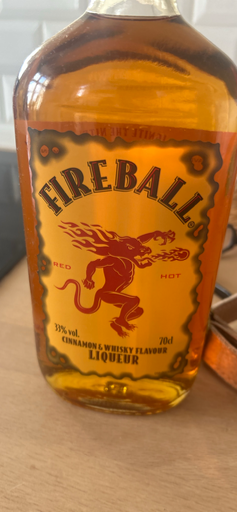 FIREBALL
RED HOT
33% vol. 70cl
CINNAMON & WHISKY FLAVOUR
LIQUEUR